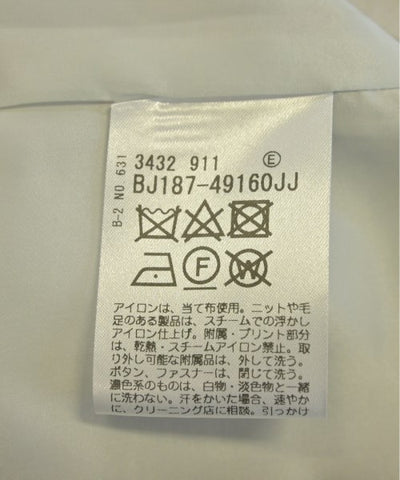 B-2 NO 631
3432 911 Ⓔ
BJ187-49160JJ
F W
アイロンは、当て布使用。ニットや毛
足のある製品は、スチームでの浮かし
アイロン仕上げ。附属・プリント部分
は、乾熱・スチームアイロン禁止。取
り外し可能な附属品は、外して洗う。
ボタン、ファスナーは、閉じて洗う。
濃色系のものは、白物・淡色物と一緒
に洗わない。汗をかいた場合、速やか
に、クリーニング店に相談。引っかけ